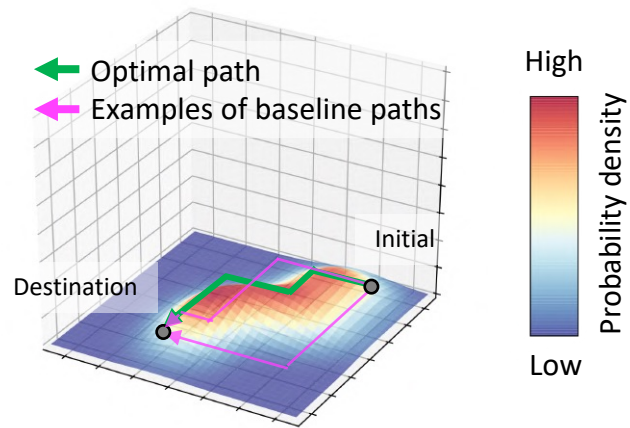 Optimal path
Examples of baseline paths
Initial
Destination
High
Probability density
Low